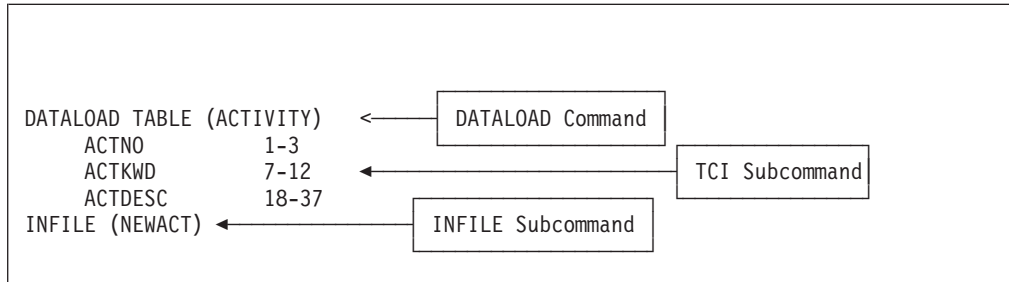 DATALOAD TABLE (ACTIVITY) <────── DATALOAD Command
ACTNO 1-3
ACTKWD 7-12 TCI Subcommand
ACTDESC 18-37
INFILE (NEWACT) INFILE Subcommand